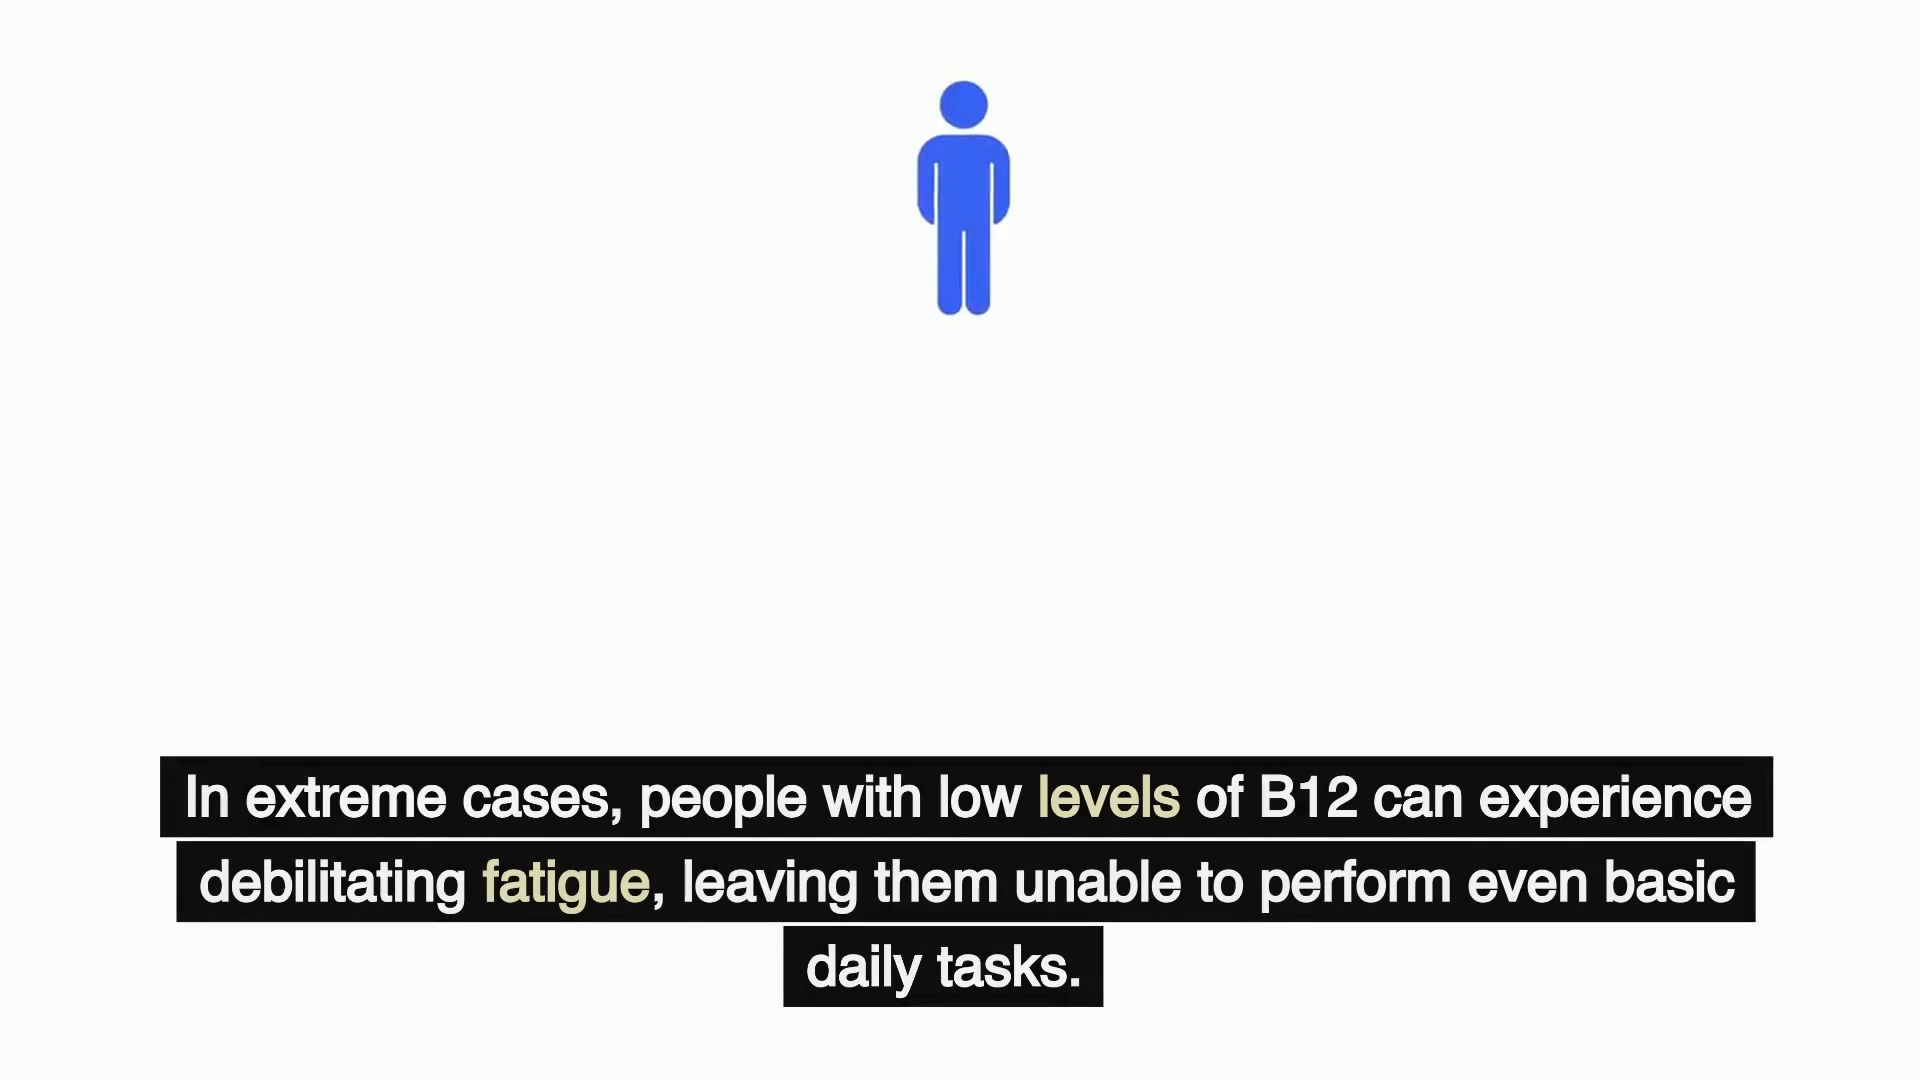 In extreme cases, people with low levels of B12 can experience
debilitating fatigue, leaving them unable to perform even basic
daily tasks.